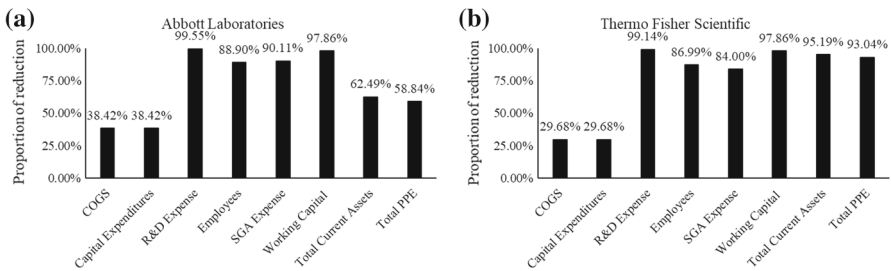 (a)
Abbott Laboratories
Proportion of reduction
100.00%
75.00%
50.00%
25.00%
0.00%
38.42%
38.42%
99.55%
88.90%
90.11%
97.86%
62.49%
58.84%
COGS
Capital Expenditures
R&D Expense
Employees
SGA Expense
Working Capital
Total Current Assets
Total PPE
(b)
Thermo Fisher Scientific
Proportion of reduction
100.00%
75.00%
50.00%
25.00%
0.00%
29.68%
29.68%
99.14%
86.99%
84.00%
97.86%
95.19%
93.04%
COGS
Capital Expenditures
R&D Expense
Employees
SGA Expense
Working Capital
Total Current Assets
Total PPE